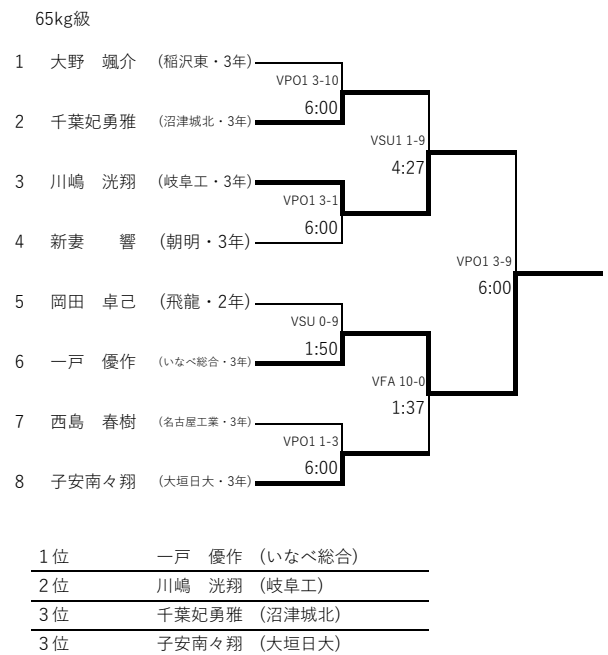 65kg級
1 大野 颯介 (稲沢東・3年)
VPO1 3-10
6:00
2 千葉妃勇雅 (沼津城北・3年)
VSU1 1-9
4:27
3 川嶋 洸翔 (岐阜工・3年)
VPO1 3-1
6:00
4 新妻 響 (朝明・3年)
VPO1 3-9
6:00
5 岡田 卓己 (飛龍・2年)
VSU 0-9
1:50
6 一戸 優作 (いなべ総合・3年)
VFA 10-0
1:37
7 西島 春樹 (名古屋工業・3年)
VPO1 1-3
6:00
8 子安南々翔 (大垣日大・3年)
1位 一戸 優作 (いなべ総合)
2位 川嶋 洸翔 (岐阜工)
3位 千葉妃勇雅 (沼津城北)
3位 子安南々翔 (大垣日大)